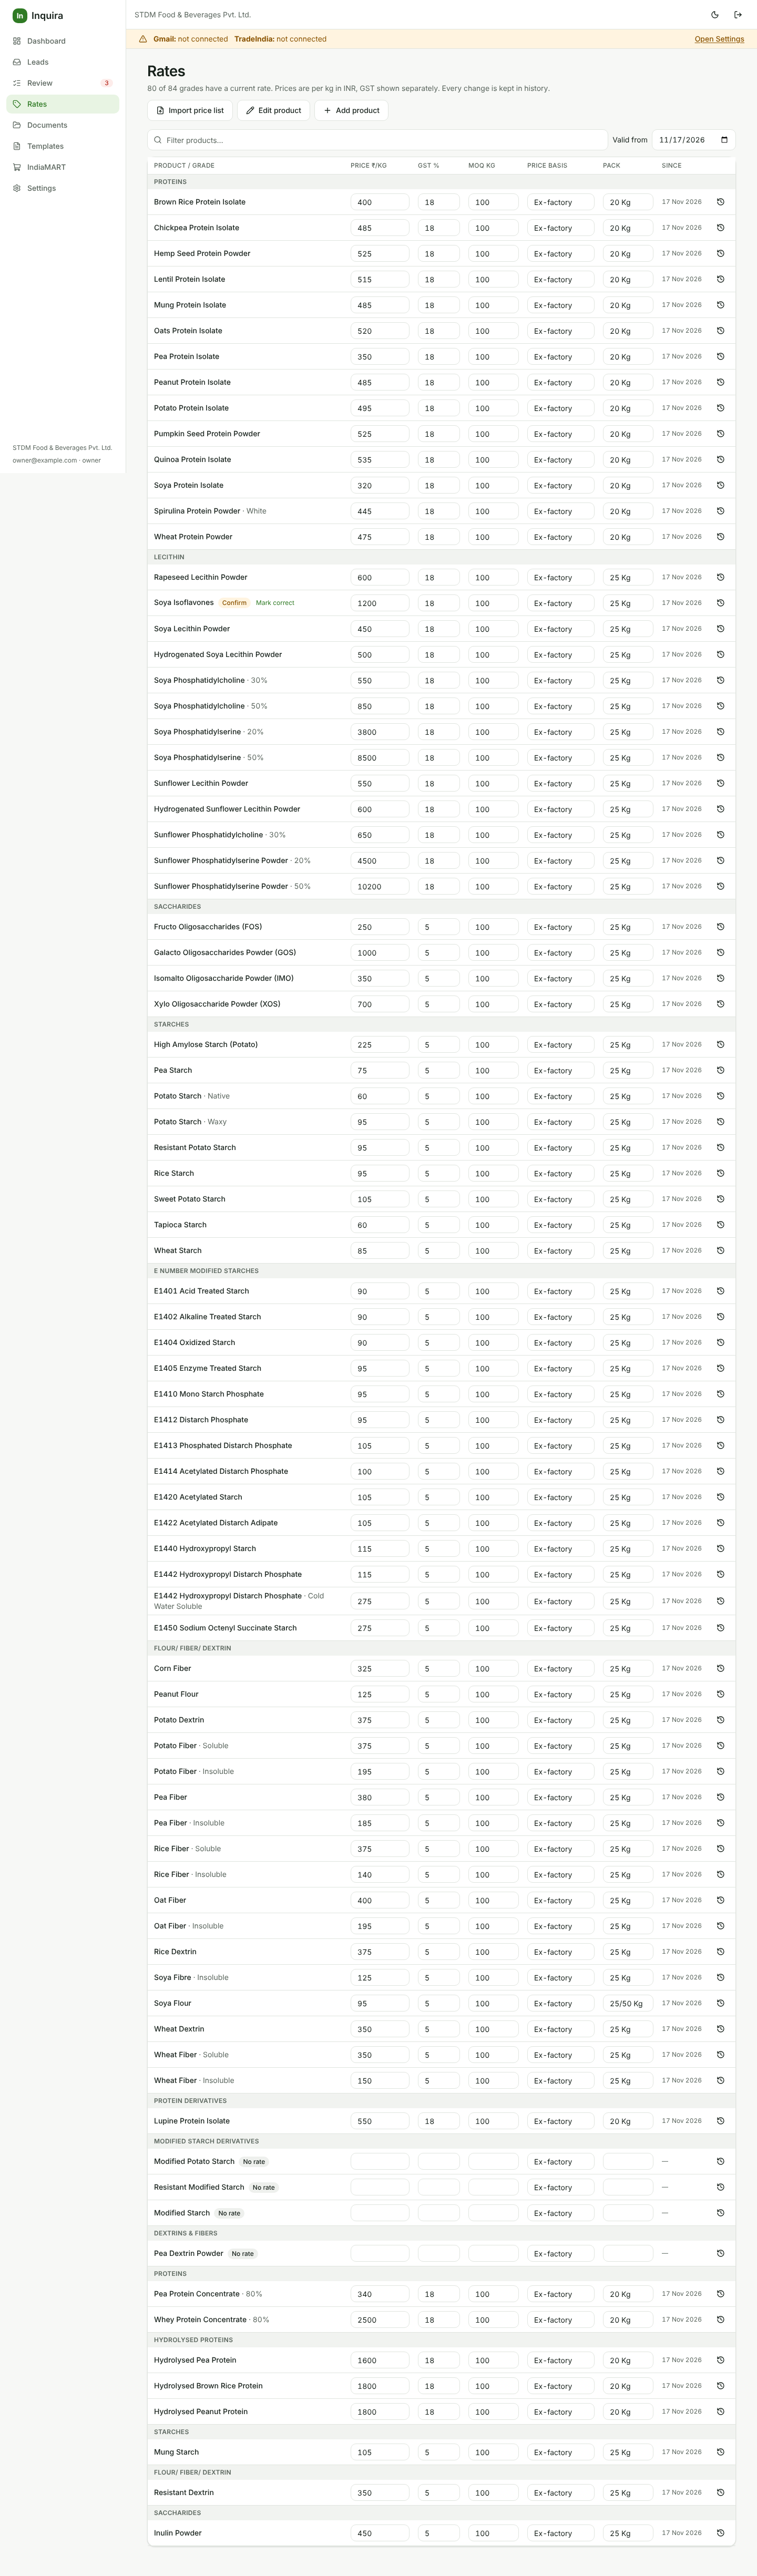 In Inquira
Dashboard
Leads
Review 3
Rates
Documents
Templates
IndiaMART
Settings
STDM Food & Beverages Pvt. Ltd.
owner@example.com · owner
STDM Food & Beverages Pvt. Ltd.
Gmail: not connected TradeIndia: not connected Open Settings
Rates
80 of 84 grades have a current rate. Prices are per kg in INR, GST shown separately. Every change is kept in history.
Import price list Edit product Add product
Filter products... Valid from 11/17/2026
PRODUCT / GRADE PRICE ₹/KG GST % MOQ KG PRICE BASIS PACK SINCE
PROTEINS
Brown Rice Protein Isolate 400 18 100 Ex-factory 20 Kg 17 Nov 2026
Chickpea Protein Isolate 485 18 100 Ex-factory 20 Kg 17 Nov 2026
Hemp Seed Protein Powder 525 18 100 Ex-factory 20 Kg 17 Nov 2026
Lentil Protein Isolate 515 18 100 Ex-factory 20 Kg 17 Nov 2026
Mung Protein Isolate 485 18 100 Ex-factory 20 Kg 17 Nov 2026
Oats Protein Isolate 520 18 100 Ex-factory 20 Kg 17 Nov 2026
Pea Protein Isolate 350 18 100 Ex-factory 20 Kg 17 Nov 2026
Peanut Protein Isolate 485 18 100 Ex-factory 20 Kg 17 Nov 2026
Potato Protein Isolate 495 18 100 Ex-factory 20 Kg 17 Nov 2026
Pumpkin Seed Protein Powder 525 18 100 Ex-factory 20 Kg 17 Nov 2026
Quinoa Protein Isolate 535 18 100 Ex-factory 20 Kg 17 Nov 2026
Soya Protein Isolate 320 18 100 Ex-factory 20 Kg 17 Nov 2026
Spirulina Protein Powder · White 445 18 100 Ex-factory 20 Kg 17 Nov 2026
Wheat Protein Powder 475 18 100 Ex-factory 20 Kg 17 Nov 2026
LECITHIN
Rapeseed Lecithin Powder 600 18 100 Ex-factory 25 Kg 17 Nov 2026
Soya Isoflavones Confirm Mark correct 1200 18 100 Ex-factory 25 Kg 17 Nov 2026
Soya Lecithin Powder 450 18 100 Ex-factory 25 Kg 17 Nov 2026
Hydrogenated Soya Lecithin Powder 500 18 100 Ex-factory 25 Kg 17 Nov 2026
Soya Phosphatidylcholine · 30% 550 18 100 Ex-factory 25 Kg 17 Nov 2026
Soya Phosphatidylcholine · 50% 850 18 100 Ex-factory 25 Kg 17 Nov 2026
Soya Phosphatidylserine · 20% 3800 18 100 Ex-factory 25 Kg 17 Nov 2026
Soya Phosphatidylserine · 50% 8500 18 100 Ex-factory 25 Kg 17 Nov 2026
Sunflower Lecithin Powder 550 18 100 Ex-factory 25 Kg 17 Nov 2026
Hydrogenated Sunflower Lecithin Powder 600 18 100 Ex-factory 25 Kg 17 Nov 2026
Sunflower Phosphatidylcholine · 30% 650 18 100 Ex-factory 25 Kg 17 Nov 2026
Sunflower Phosphatidylserine Powder · 20% 4500 18 100 Ex-factory 25 Kg 17 Nov 2026
Sunflower Phosphatidylserine Powder · 50% 10200 18 100 Ex-factory 25 Kg 17 Nov 2026
SACCHARIDES
Fructo Oligosaccharides (FOS) 250 5 100 Ex-factory 25 Kg 17 Nov 2026
Galacto Oligosaccharides Powder (GOS) 1000 5 100 Ex-factory 25 Kg 17 Nov 2026
Isomalto Oligosaccharide Powder (IMO) 350 5 100 Ex-factory 25 Kg 17 Nov 2026
Xylo Oligosaccharide Powder (XOS) 700 5 100 Ex-factory 25 Kg 17 Nov 2026
STARCHES
High Amylose Starch (Potato) 225 5 100 Ex-factory 25 Kg 17 Nov 2026
Pea Starch 75 5 100 Ex-factory 25 Kg 17 Nov 2026
Potato Starch · Native 60 5 100 Ex-factory 25 Kg 17 Nov 2026
Potato Starch · Waxy 95 5 100 Ex-factory 25 Kg 17 Nov 2026
Resistant Potato Starch 95 5 100 Ex-factory 25 Kg 17 Nov 2026
Rice Starch 95 5 100 Ex-factory 25 Kg 17 Nov 2026
Sweet Potato Starch 105 5 100 Ex-factory 25 Kg 17 Nov 2026
Tapioca Starch 60 5 100 Ex-factory 25 Kg 17 Nov 2026
Wheat Starch 85 5 100 Ex-factory 25 Kg 17 Nov 2026
E NUMBER MODIFIED STARCHES
E1401 Acid Treated Starch 90 5 100 Ex-factory 25 Kg 17 Nov 2026
E1402 Alkaline Treated Starch 90 5 100 Ex-factory 25 Kg 17 Nov 2026
E1404 Oxidized Starch 90 5 100 Ex-factory 25 Kg 17 Nov 2026
E1405 Enzyme Treated Starch 95 5 100 Ex-factory 25 Kg 17 Nov 2026
E1410 Mono Starch Phosphate 95 5 100 Ex-factory 25 Kg 17 Nov 2026
E1412 Distarch Phosphate 95 5 100 Ex-factory 25 Kg 17 Nov 2026
E1413 Phosphated Distarch Phosphate 105 5 100 Ex-factory 25 Kg 17 Nov 2026
E1414 Acetylated Distarch Phosphate 100 5 100 Ex-factory 25 Kg 17 Nov 2026
E1420 Acetylated Starch 105 5 100 Ex-factory 25 Kg 17 Nov 2026
E1422 Acetylated Distarch Adipate 105 5 100 Ex-factory 25 Kg 17 Nov 2026
E1440 Hydroxypropyl Starch 115 5 100 Ex-factory 25 Kg 17 Nov 2026
E1442 Hydroxypropyl Distarch Phosphate 115 5 100 Ex-factory 25 Kg 17 Nov 2026
E1442 Hydroxypropyl Distarch Phosphate · Cold
Water Soluble 275 5 100 Ex-factory 25 Kg 17 Nov 2026
E1450 Sodium Octenyl Succinate Starch 275 5 100 Ex-factory 25 Kg 17 Nov 2026
FLOUR/ FIBER/ DEXTRIN
Corn Fiber 325 5 100 Ex-factory 25 Kg 17 Nov 2026
Peanut Flour 125 5 100 Ex-factory 25 Kg 17 Nov 2026
Potato Dextrin 375 5 100 Ex-factory 25 Kg 17 Nov 2026
Potato Fiber · Soluble 375 5 100 Ex-factory 25 Kg 17 Nov 2026
Potato Fiber · Insoluble 195 5 100 Ex-factory 25 Kg 17 Nov 2026
Pea Fiber 380 5 100 Ex-factory 25 Kg 17 Nov 2026
Pea Fiber · Insoluble 185 5 100 Ex-factory 25 Kg 17 Nov 2026
Rice Fiber · Soluble 375 5 100 Ex-factory 25 Kg 17 Nov 2026
Rice Fiber · Insoluble 140 5 100 Ex-factory 25 Kg 17 Nov 2026
Oat Fiber 400 5 100 Ex-factory 25 Kg 17 Nov 2026
Oat Fiber · Insoluble 195 5 100 Ex-factory 25 Kg 17 Nov 2026
Rice Dextrin 375 5 100 Ex-factory 25 Kg 17 Nov 2026
Soya Fibre · Insoluble 125 5 100 Ex-factory 25 Kg 17 Nov 2026
Soya Flour 95 5 100 Ex-factory 25/50 Kg 17 Nov 2026
Wheat Dextrin 350 5 100 Ex-factory 25 Kg 17 Nov 2026
Wheat Fiber · Soluble 350 5 100 Ex-factory 25 Kg 17 Nov 2026
Wheat Fiber · Insoluble 150 5 100 Ex-factory 25 Kg 17 Nov 2026
PROTEIN DERIVATIVES
Lupine Protein Isolate 550 18 100 Ex-factory 20 Kg 17 Nov 2026
MODIFIED STARCH DERIVATIVES
Modified Potato Starch No rate Ex-factory —
Resistant Modified Starch No rate Ex-factory —
Modified Starch No rate Ex-factory —
DEXTRINS & FIBERS
Pea Dextrin Powder No rate Ex-factory —
PROTEINS
Pea Protein Concentrate · 80% 340 18 100 Ex-factory 20 Kg 17 Nov 2026
Whey Protein Concentrate · 80% 2500 18 100 Ex-factory 20 Kg 17 Nov 2026
HYDROLYSED PROTEINS
Hydrolysed Pea Protein 1600 18 100 Ex-factory 20 Kg 17 Nov 2026
Hydrolysed Brown Rice Protein 1800 18 100 Ex-factory 20 Kg 17 Nov 2026
Hydrolysed Peanut Protein 1800 18 100 Ex-factory 20 Kg 17 Nov 2026
STARCHES
Mung Starch 105 5 100 Ex-factory 25 Kg 17 Nov 2026
FLOUR/ FIBER/ DEXTRIN
Resistant Dextrin 350 5 100 Ex-factory 25 Kg 17 Nov 2026
SACCHARIDES
Inulin Powder 450 5 100 Ex-factory 25 Kg 17 Nov 2026